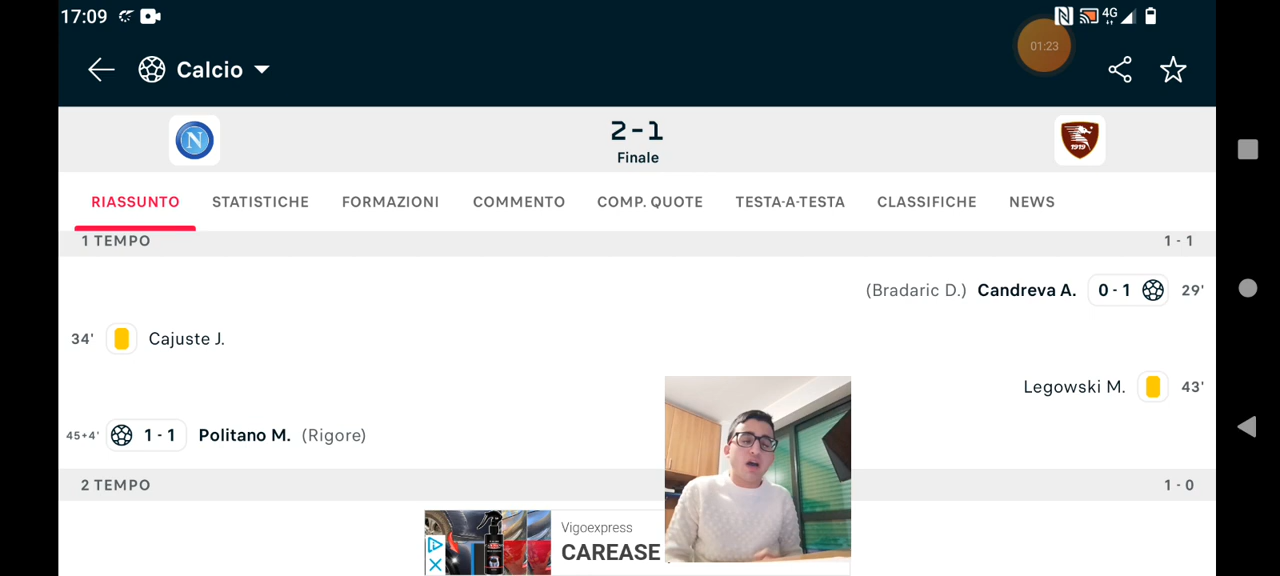 17:09
4G
01:23
Calcio
N
2-1
1919
Finale
RIASSUNTO STATISTICHE FORMAZIONI COMMENTO COMP. QUOTE TESTA-A-TESTA CLASSIFICHE NEWS
1 TEMPO 1 - 1
(Bradaric D.) Candreva A. 0 - 1 29'
34' Cajuste J.
Legowski M. 43'
45+4' 1 - 1 Politano M. (Rigore)
2 TEMPO 1 - 0
Vigoexpress
CAREASE